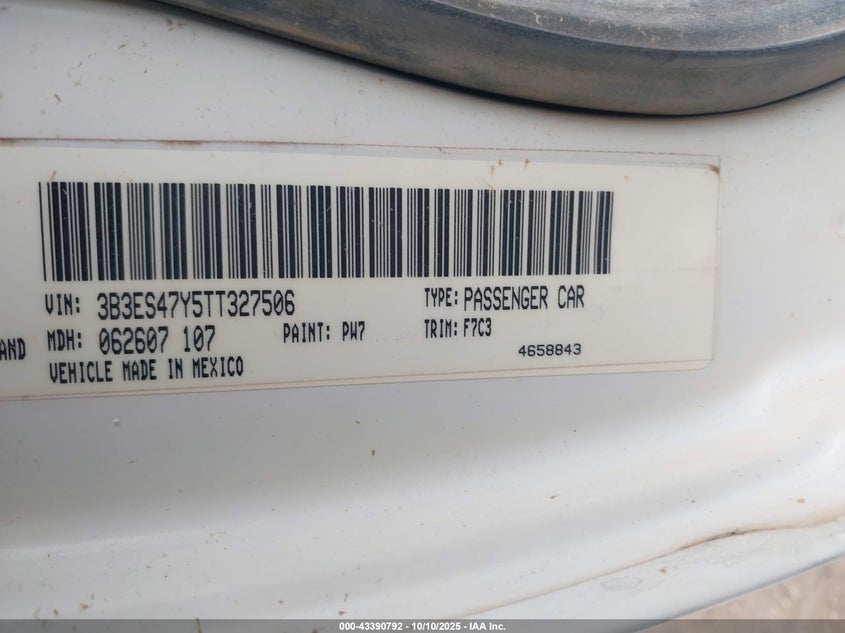 VIN: 3B3ES47Y5TT327506 TYPE: PASSENGER CAR
AND MDH: 062607 107 PAINT: PW7 TRIM: F7C3
VEHICLE MADE IN MEXICO 4658843
000-43390792 - 10/10/2025 - IAA Inc.